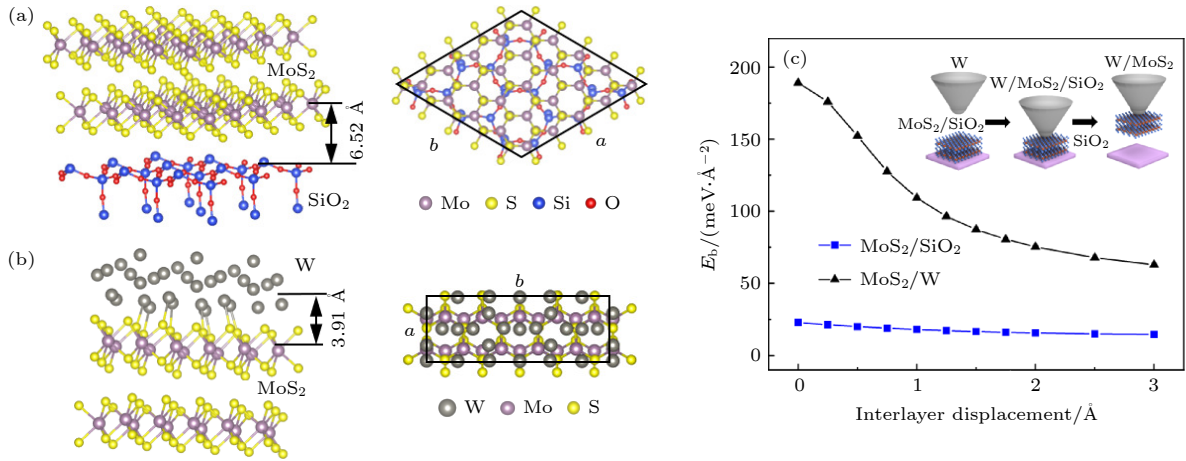 (a)
MoS₂
6.52 Å
SiO₂
b
a
Mo S Si O
(b)
W
3.91 Å
MoS₂
b
a
W Mo S
(c)
W
W/MoS₂/SiO₂
W/MoS₂
MoS₂/SiO₂
SiO₂
MoS₂/SiO₂
MoS₂/W
E_b/(meV·Å⁻²)
200
150
100
50
0
0 1 2 3
Interlayer displacement/Å